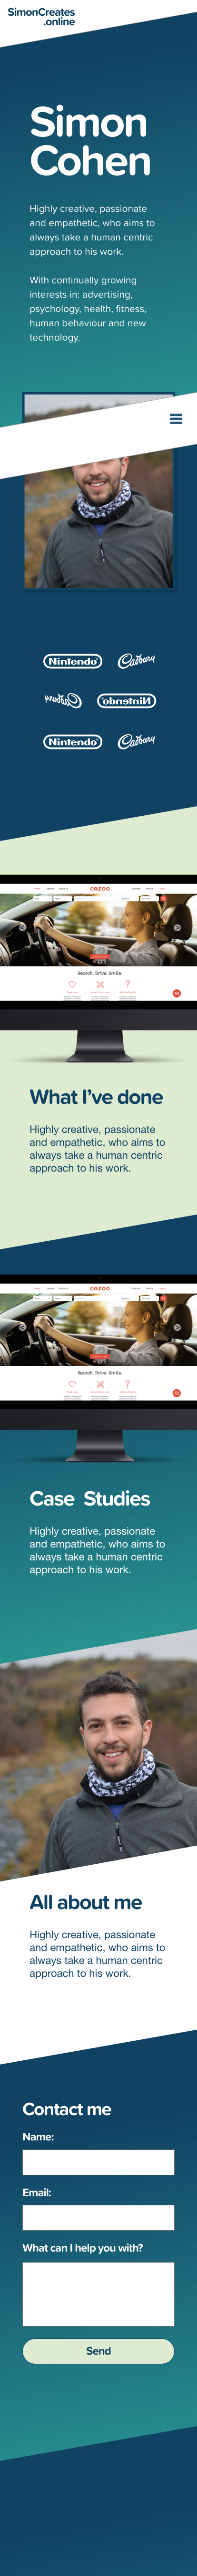 SimonCreates
.online
Simon
Cohen
Highly creative, passionate
and empathetic, who aims to
always take a human centric
approach to his work.
With continually growing
interests in: advertising,
psychology, health, fitness,
human behaviour and new
technology.
Nintendo
Cadbury
Cadbury
Nintendo
Nintendo
Cadbury
CAZOO
Search. Drive. Smile.
What I've done
Highly creative, passionate
and empathetic, who aims to
always take a human centric
approach to his work.
CAZOO
Search. Drive. Smile.
Case Studies
Highly creative, passionate
and empathetic, who aims to
always take a human centric
approach to his work.
All about me
Highly creative, passionate
and empathetic, who aims to
always take a human centric
approach to his work.
Contact me
Name:
Email:
What can I help you with?
Send